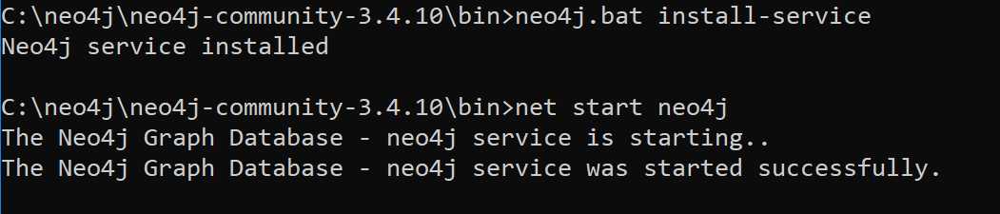 C:\neo4j\neo4j-community-3.4.10\bin>neo4j.bat install-service
Neo4j service installed
C:\neo4j\neo4j-community-3.4.10\bin>net start neo4j
The Neo4j Graph Database - neo4j service is starting..
The Neo4j Graph Database - neo4j service was started successfully.